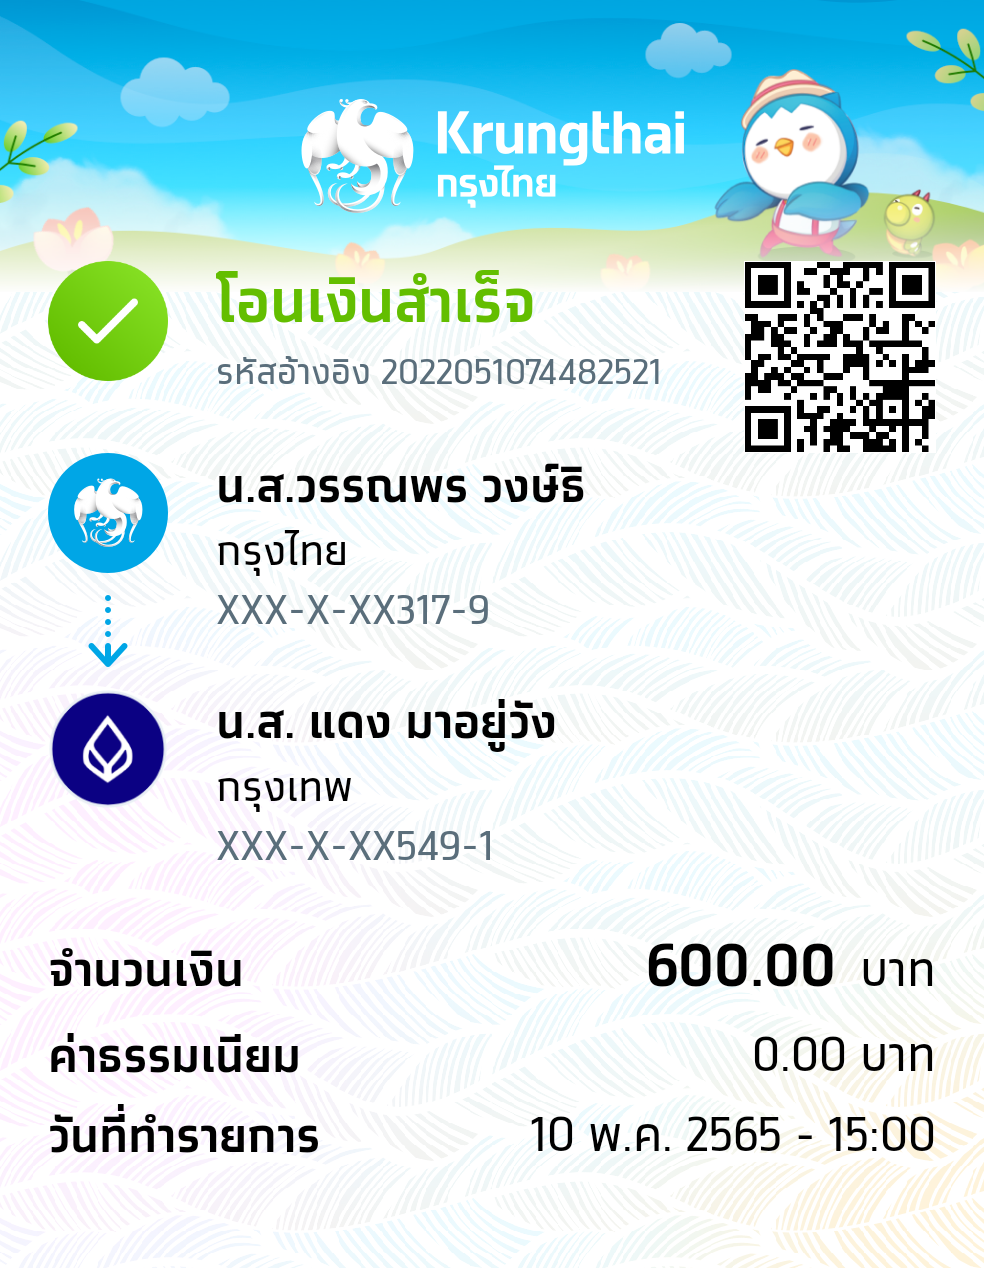 Krungthai
กรุงไทย
โอนเงินสำเร็จ
รหัสอ้างอิง 2022051074482521
น.ส.วรรณพร วงษ์ธิ
กรุงไทย
XXX-X-XX317-9
น.ส. แดง มาอยู่วัง
กรุงเทพ
XXX-X-XX549-1
จำนวนเงิน 600.00 บาท
ค่าธรรมเนียม 0.00 บาท
วันที่ทำรายการ 10 พ.ค. 2565 - 15:00